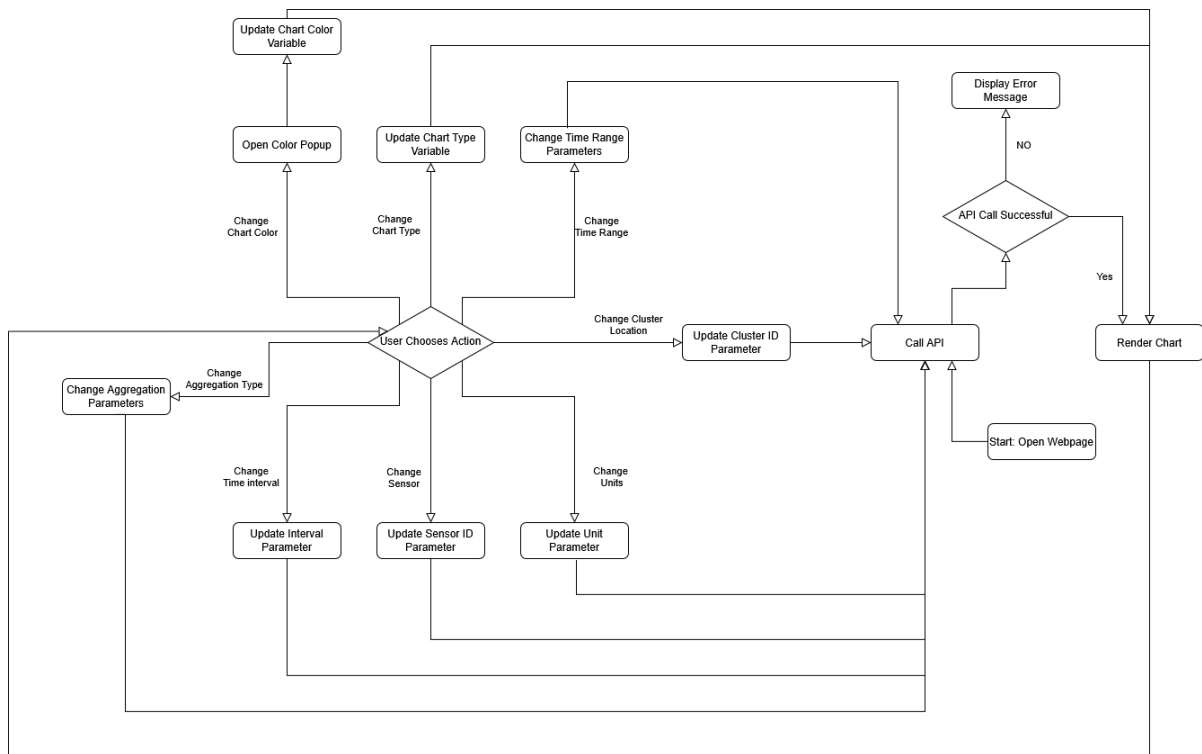 Update Chart Color
Variable
Display Error
Message
Open Color Popup
Update Chart Type
Variable
Change Time Range
Parameters
NO
API Call Successful
Change
Chart Color
Change
Chart Type
Change
Time Range
Yes
Change Cluster
Location
User Chooses Action
Update Cluster ID
Parameter
Call API
Render Chart
Change
Aggregation Type
Change Aggregation
Parameters
Start: Open Webpage
Change
Time interval
Change
Sensor
Change
Units
Update Interval
Parameter
Update Sensor ID
Parameter
Update Unit
Parameter